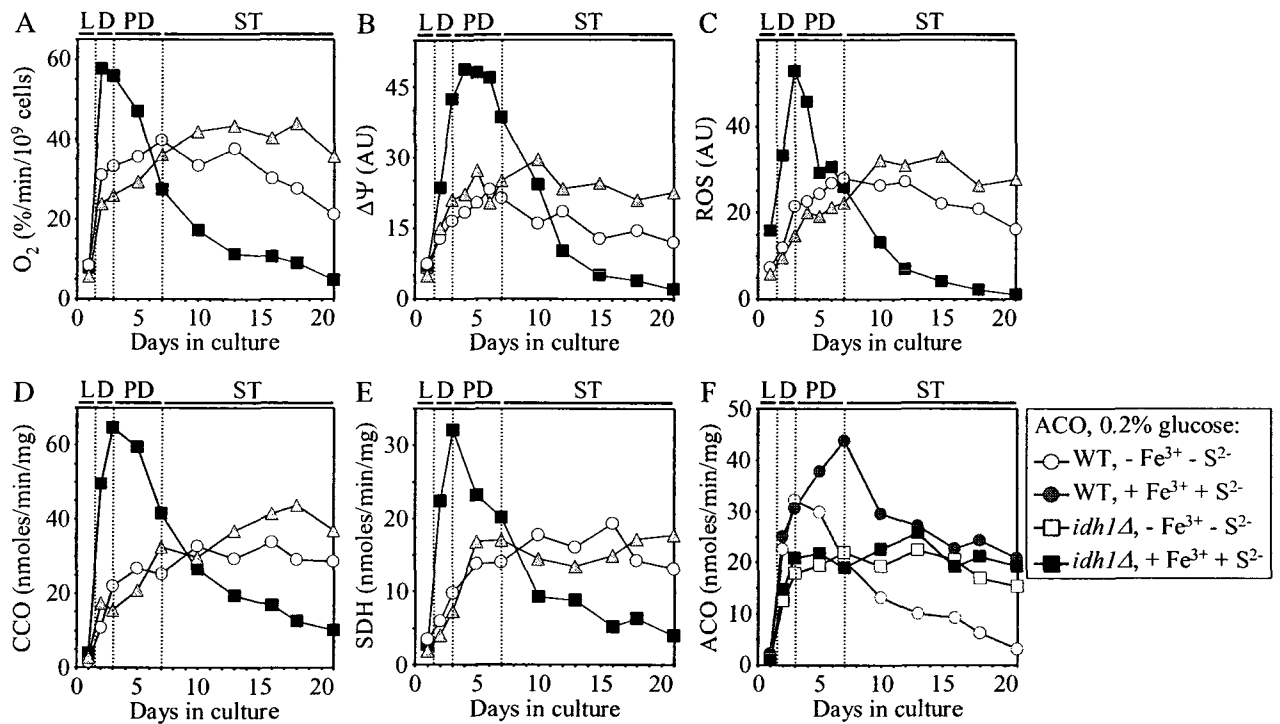 A L D PD ST
O₂ (%/min/10⁹ cells)
60
40
20
0
0 5 10 15 20
Days in culture
B L D PD ST
ΔΨ (AU)
45
30
15
0
0 5 10 15 20
Days in culture
C L D PD ST
ROS (AU)
40
20
0
0 5 10 15 20
Days in culture
D L D PD ST
CCO (nmoles/min/mg)
60
40
20
0
0 5 10 15 20
Days in culture
E L D PD ST
SDH (nmoles/min/mg)
30
20
10
0
0 5 10 15 20
Days in culture
F L D PD ST
ACO (nmoles/min/mg)
50
40
30
20
10
0
0 5 10 15 20
Days in culture
ACO, 0.2% glucose:
WT, - Fe³⁺ - S²⁻
WT, + Fe³⁺ + S²⁻
idh1Δ, - Fe³⁺ - S²⁻
idh1Δ, + Fe³⁺ + S²⁻